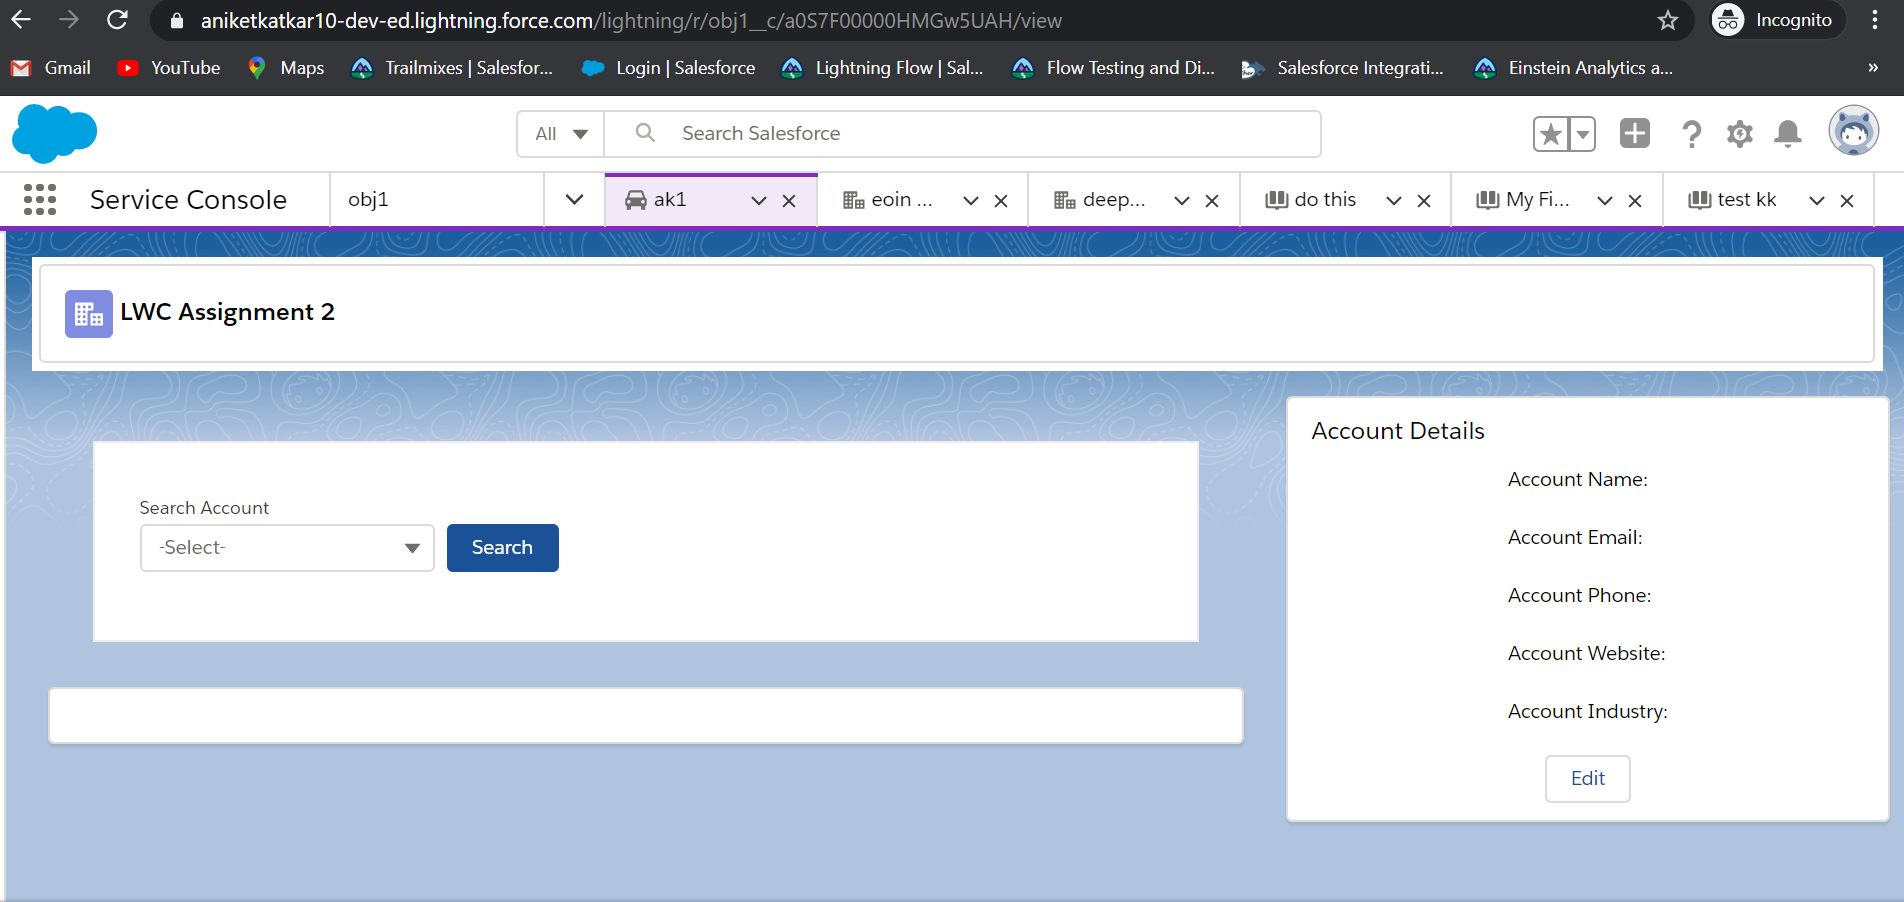 aniketkatkar10-dev-ed.lightning.force.com/lightning/r/obj1__c/a0S7F00000HMGw5UAH/view
Incognito
Gmail YouTube Maps Trailmixes | Salesfor... Login | Salesforce Lightning Flow | Sal... Flow Testing and Di... Salesforce Integrati... Einstein Analytics a... »
All Search Salesforce
Service Console obj1 ak1 eoin ... deep... do this My Fi... test kk
LWC Assignment 2
Search Account
-Select- Search
Account Details
Account Name:
Account Email:
Account Phone:
Account Website:
Account Industry:
Edit